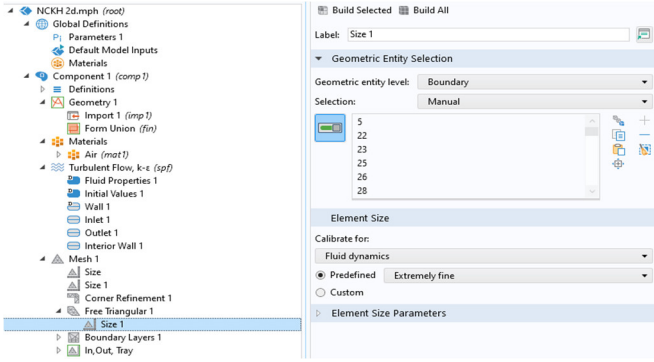 NCKH 2d.mph (root)
Global Definitions
Pi Parameters 1
Default Model Inputs
Materials
Component 1 (comp1)
Definitions
Geometry 1
Import 1 (imp1)
Form Union (fin)
Materials
Air (mat1)
Turbulent Flow, k-ε (spf)
Fluid Properties 1
Initial Values 1
Wall 1
Inlet 1
Outlet 1
Interior Wall 1
Mesh 1
Size
Size 1
Corner Refinement 1
Free Triangular 1
Size 1
Boundary Layers 1
In,Out, Tray
Build Selected Build All
Label: Size 1
Geometric Entity Selection
Geometric entity level: Boundary
Selection: Manual
5
22
23
25
26
28
Element Size
Calibrate for:
Fluid dynamics
Predefined Extremely fine
Custom
Element Size Parameters